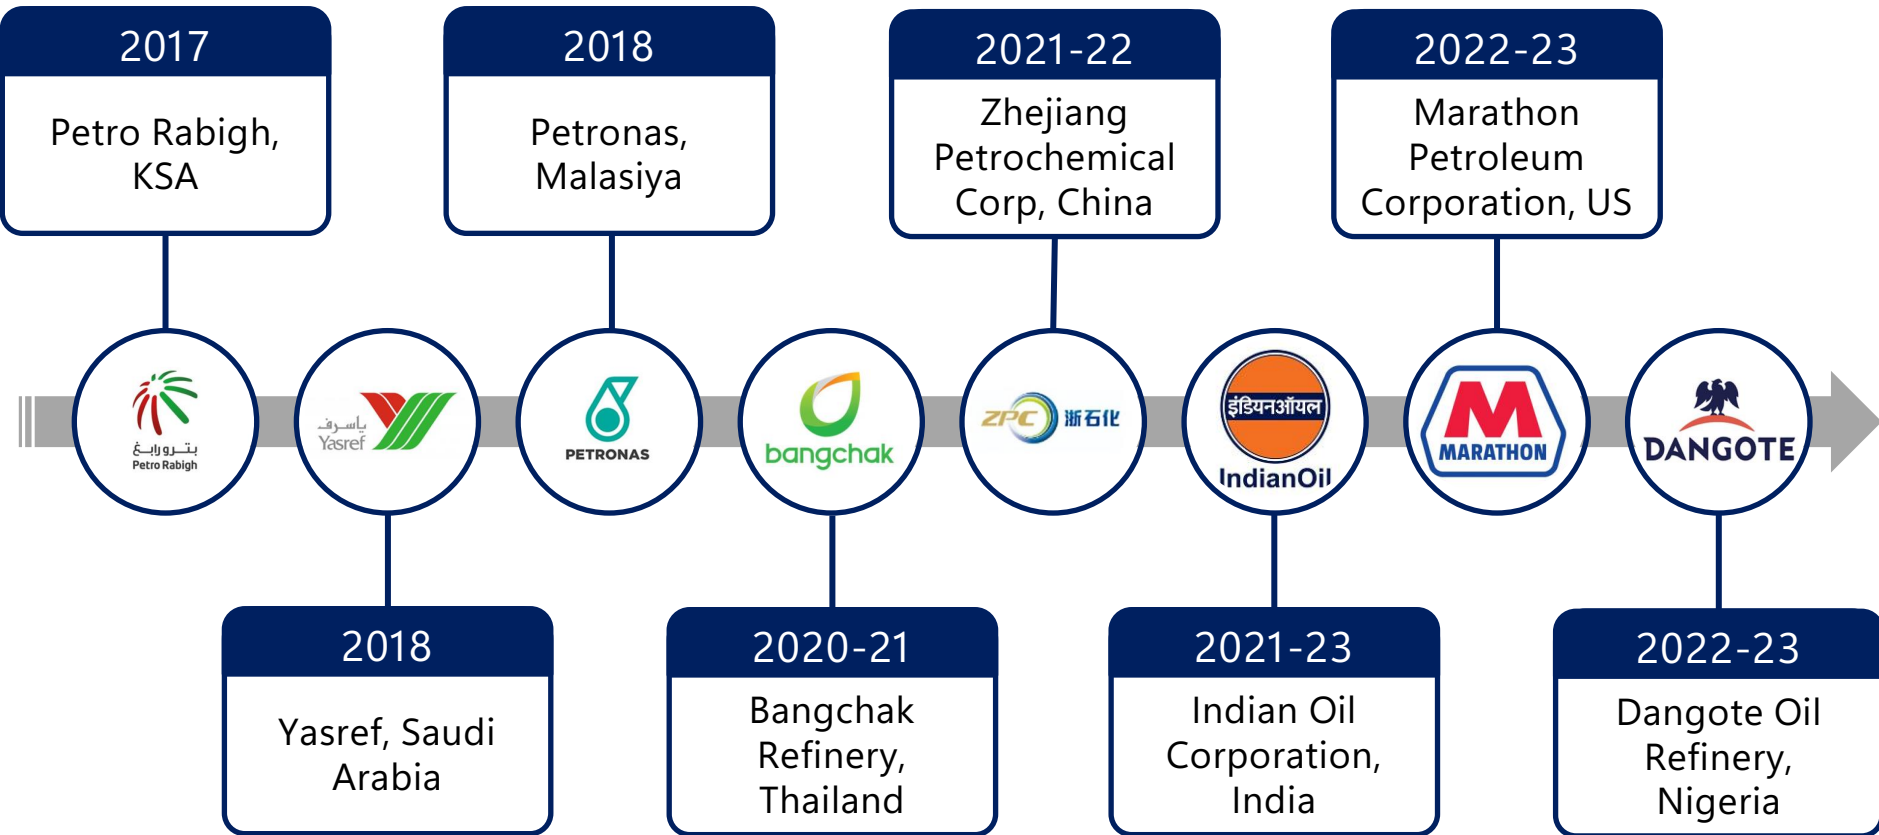 2017
Petro Rabigh,
KSA
2018
Petronas,
Malasiya
2021-22
Zhejiang
Petrochemical
Corp, China
2022-23
Marathon
Petroleum
Corporation, US
بترورابغ
Petro Rabigh
ياسرف
Yasref
PETRONAS
bangchak
ZPC 浙石化
इंडियनऑयल
IndianOil
M
MARATHON
DANGOTE
2018
Yasref, Saudi
Arabia
2020-21
Bangchak
Refinery,
Thailand
2021-23
Indian Oil
Corporation,
India
2022-23
Dangote Oil
Refinery,
Nigeria